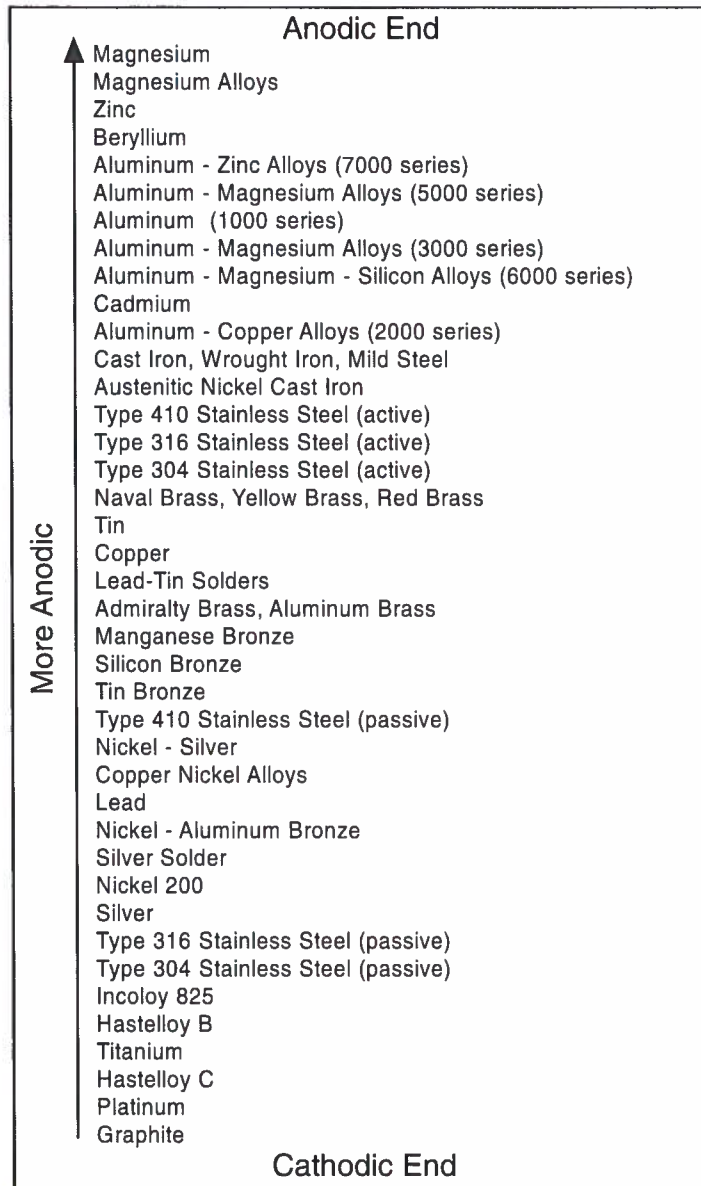 Anodic End
Magnesium
Magnesium Alloys
Zinc
Beryllium
Aluminum - Zinc Alloys (7000 series)
Aluminum - Magnesium Alloys (5000 series)
Aluminum (1000 series)
Aluminum - Magnesium Alloys (3000 series)
Aluminum - Magnesium - Silicon Alloys (6000 series)
Cadmium
Aluminum - Copper Alloys (2000 series)
Cast Iron, Wrought Iron, Mild Steel
Austenitic Nickel Cast Iron
Type 410 Stainless Steel (active)
Type 316 Stainless Steel (active)
Type 304 Stainless Steel (active)
Naval Brass, Yellow Brass, Red Brass
Tin
Copper
Lead-Tin Solders
Admiralty Brass, Aluminum Brass
Manganese Bronze
Silicon Bronze
Tin Bronze
Type 410 Stainless Steel (passive)
Nickel - Silver
Copper Nickel Alloys
Lead
Nickel - Aluminum Bronze
Silver Solder
Nickel 200
Silver
Type 316 Stainless Steel (passive)
Type 304 Stainless Steel (passive)
Incoloy 825
Hastelloy B
Titanium
Hastelloy C
Platinum
Graphite
Cathodic End
More Anodic